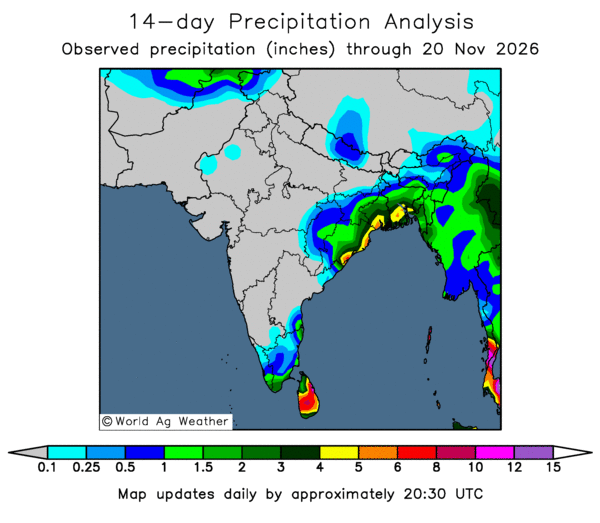 14-day Precipitation Analysis
Observed precipitation (inches) through 20 Nov 2026
©World Ag Weather
0.1 0.25 0.5 1 1.5 2 3 4 5 6 8 10 12 15
Map updates daily by approximately 20:30 UTC